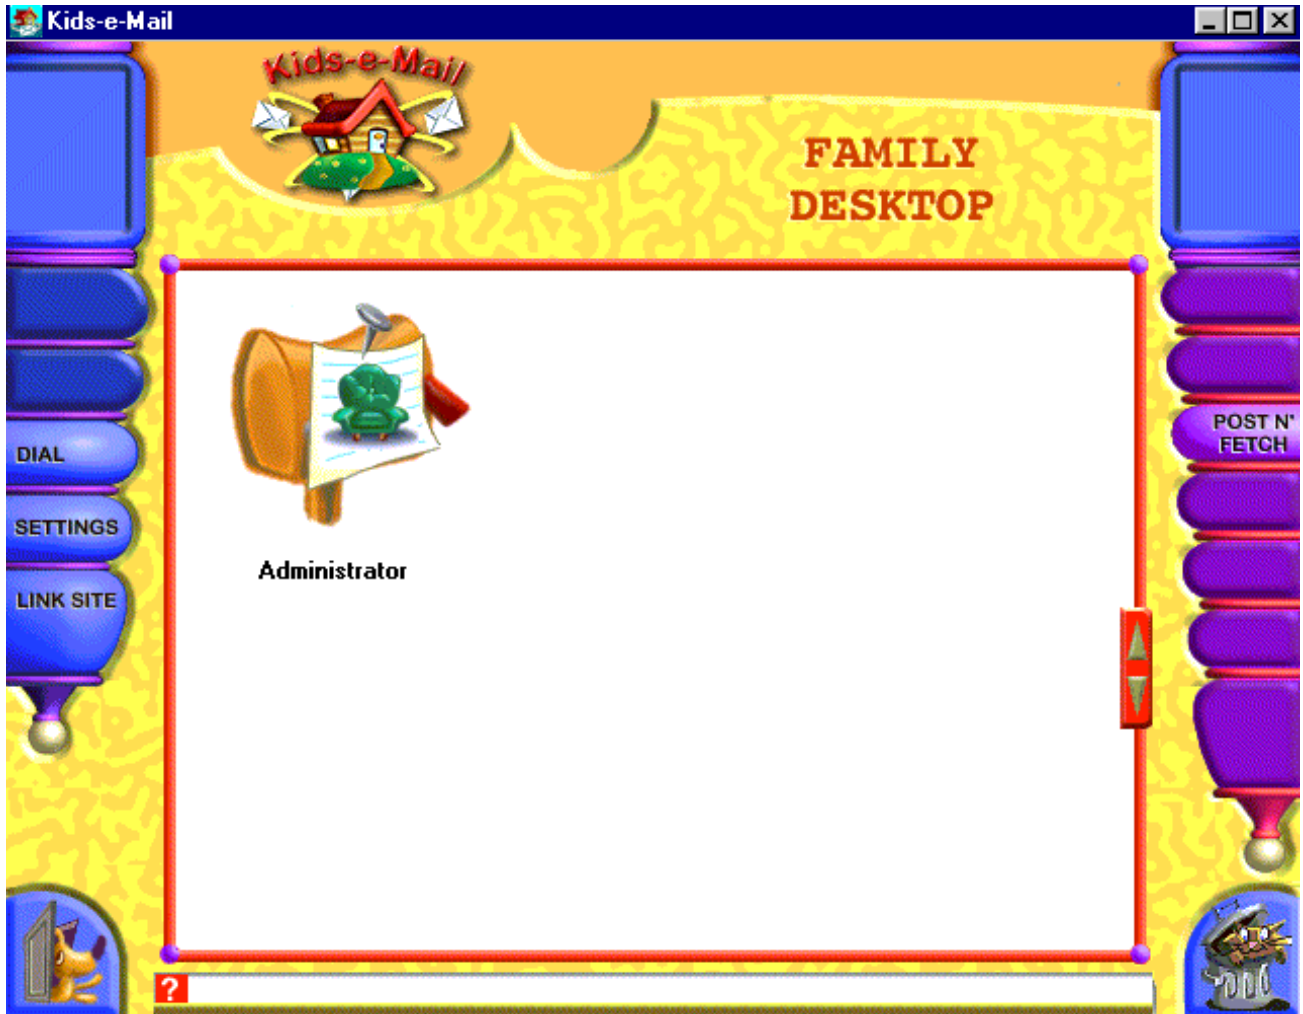 Kids-e-Mail
Kids-e-Mail
FAMILY
DESKTOP
DIAL
SETTINGS
LINK SITE
Administrator
POST N'
FETCH
?